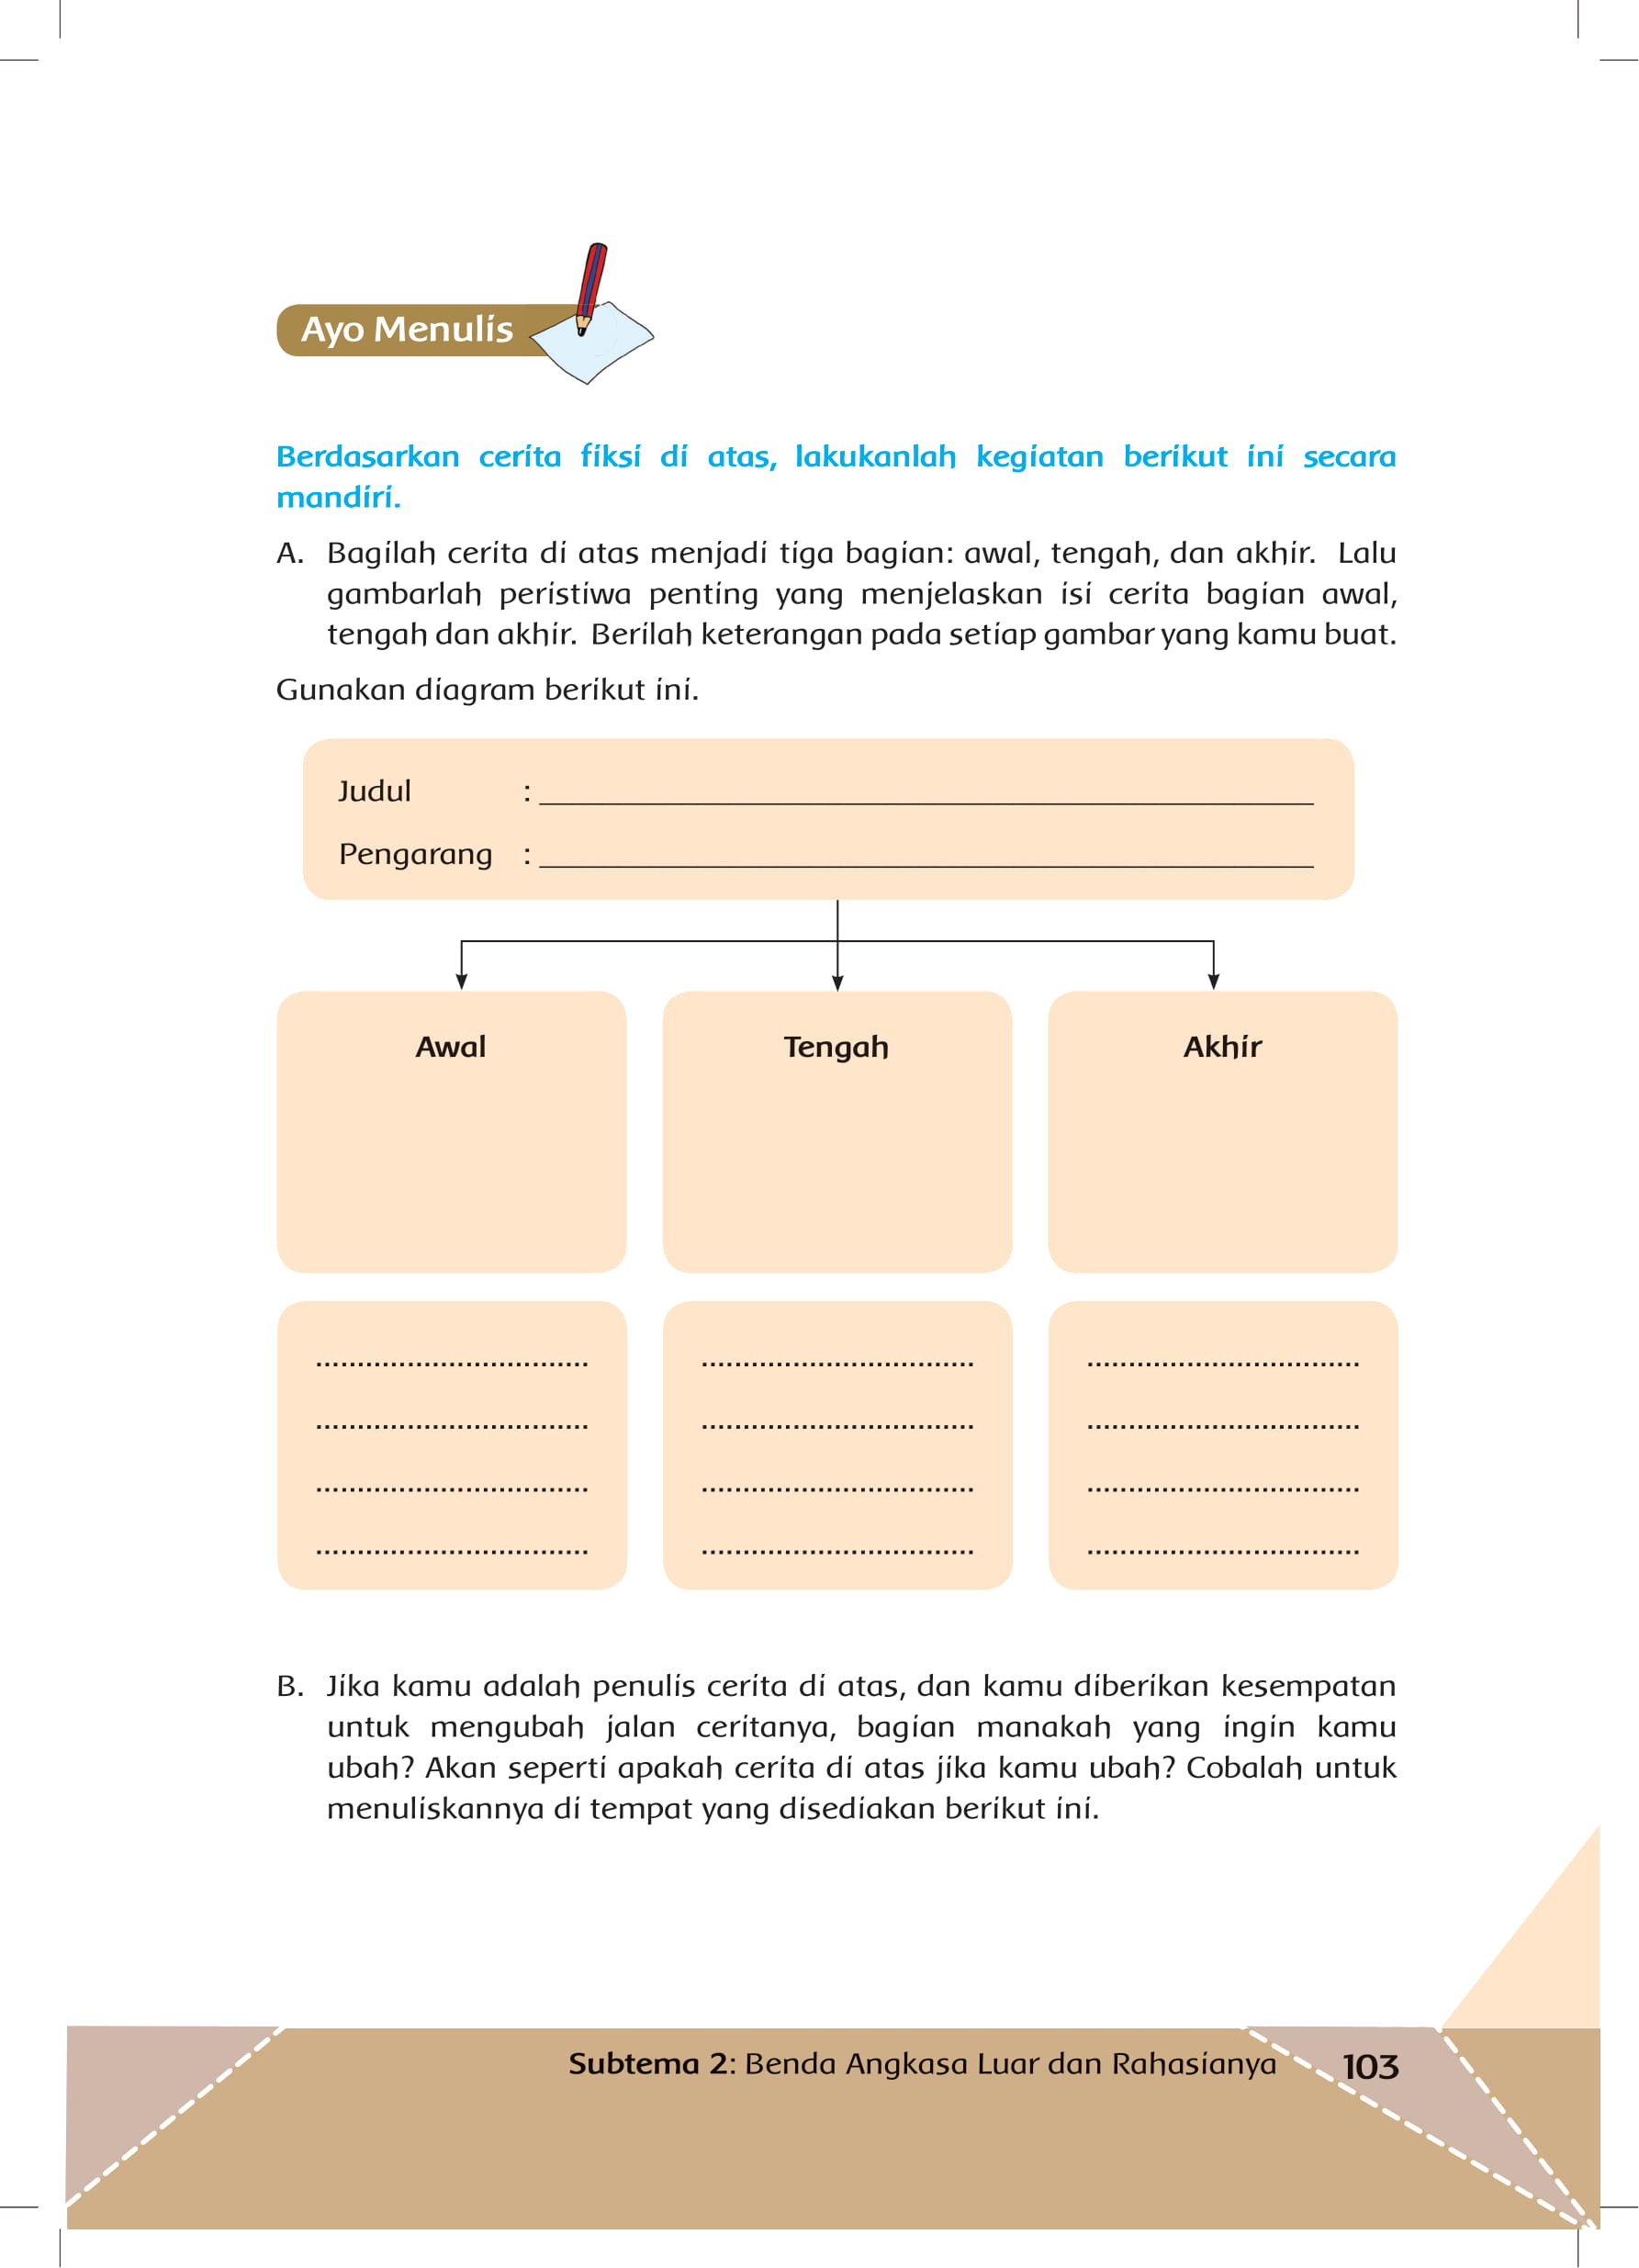 Ayo Menulis
Berdasarkan cerita fiksi di atas, lakukanlah kegiatan berikut ini secara
mandiri.
A. Bagilah cerita di atas menjadi tiga bagian: awal, tengah, dan akhir. Lalu
gambarlah peristiwa penting yang menjelaskan isi cerita bagian awal,
tengah dan akhir. Berilah keterangan pada setiap gambar yang kamu buat.
Gunakan diagram berikut ini.
Judul : ____________________
Pengarang : ____________________
Awal
Tengah
Akhir
.................................
.................................
.................................
.................................
.................................
.................................
.................................
.................................
.................................
.................................
.................................
.................................
B. Jika kamu adalah penulis cerita di atas, dan kamu diberikan kesempatan
untuk mengubah jalan ceritanya, bagian manakah yang ingin kamu
ubah? Akan seperti apakah cerita di atas jika kamu ubah? Cobalah untuk
menuliskannya di tempat yang disediakan berikut ini.
Subtema 2: Benda Angkasa Luar dan Rahasianya 103